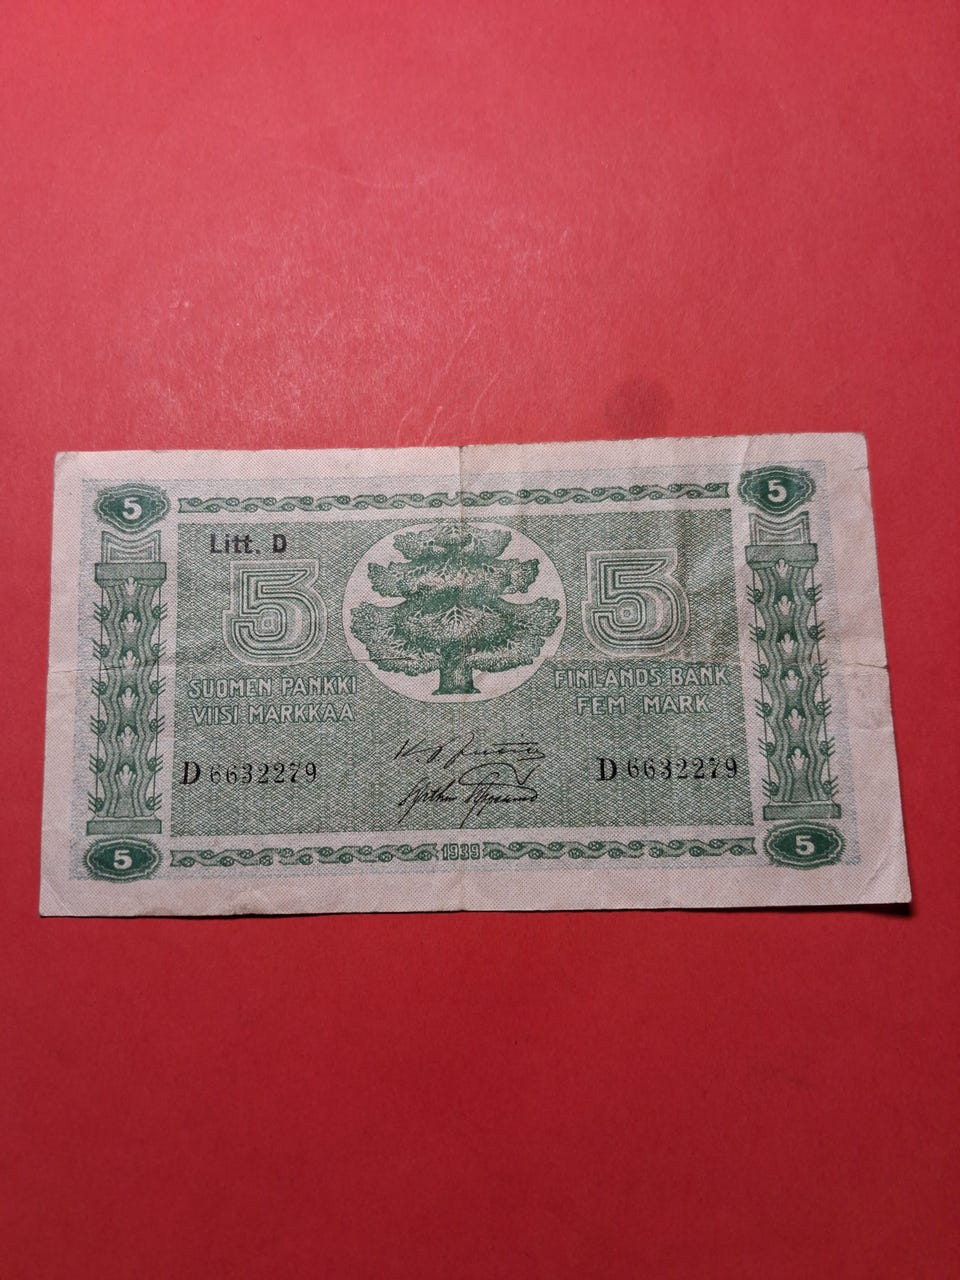 5 5
Litt. D
5 5
SUOMEN PANKKI FINLANDS BANK
VIISI MARKKAA FEM MARK
D 6632279 D 6632279
5 1939 5